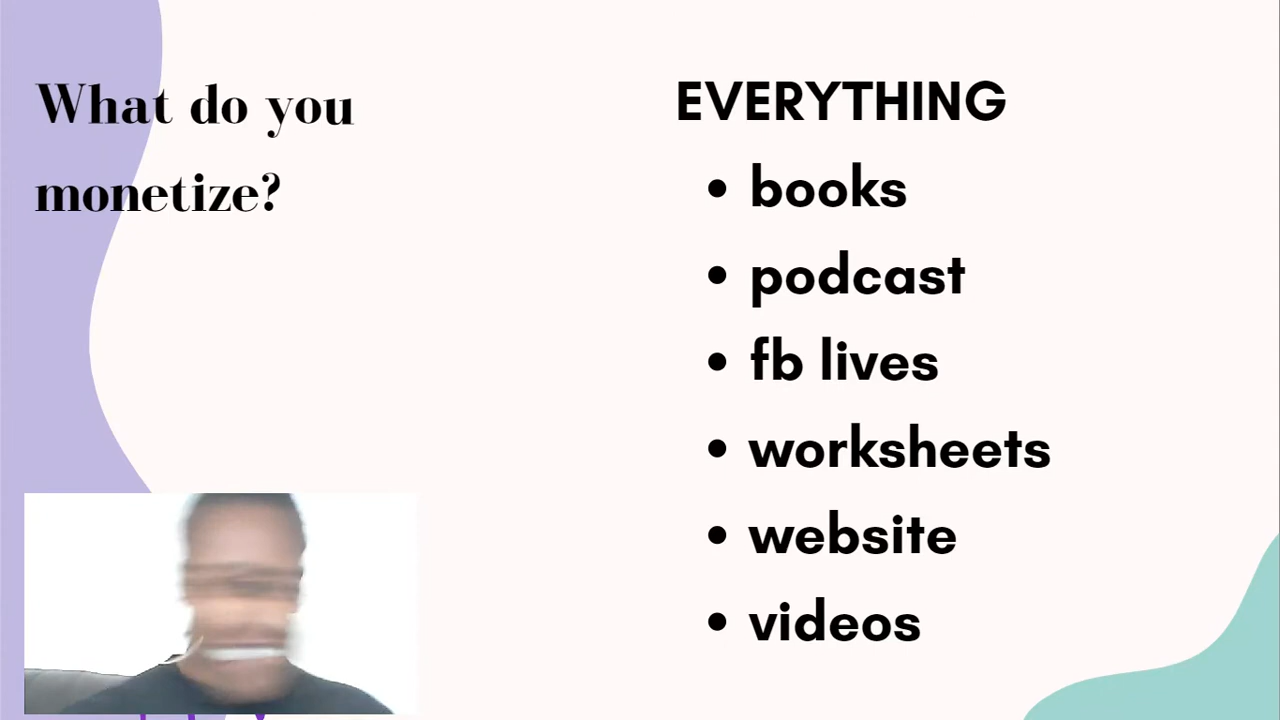 What do you
monetize?
EVERYTHING
• books
• podcast
• fb lives
• worksheets
• website
• videos